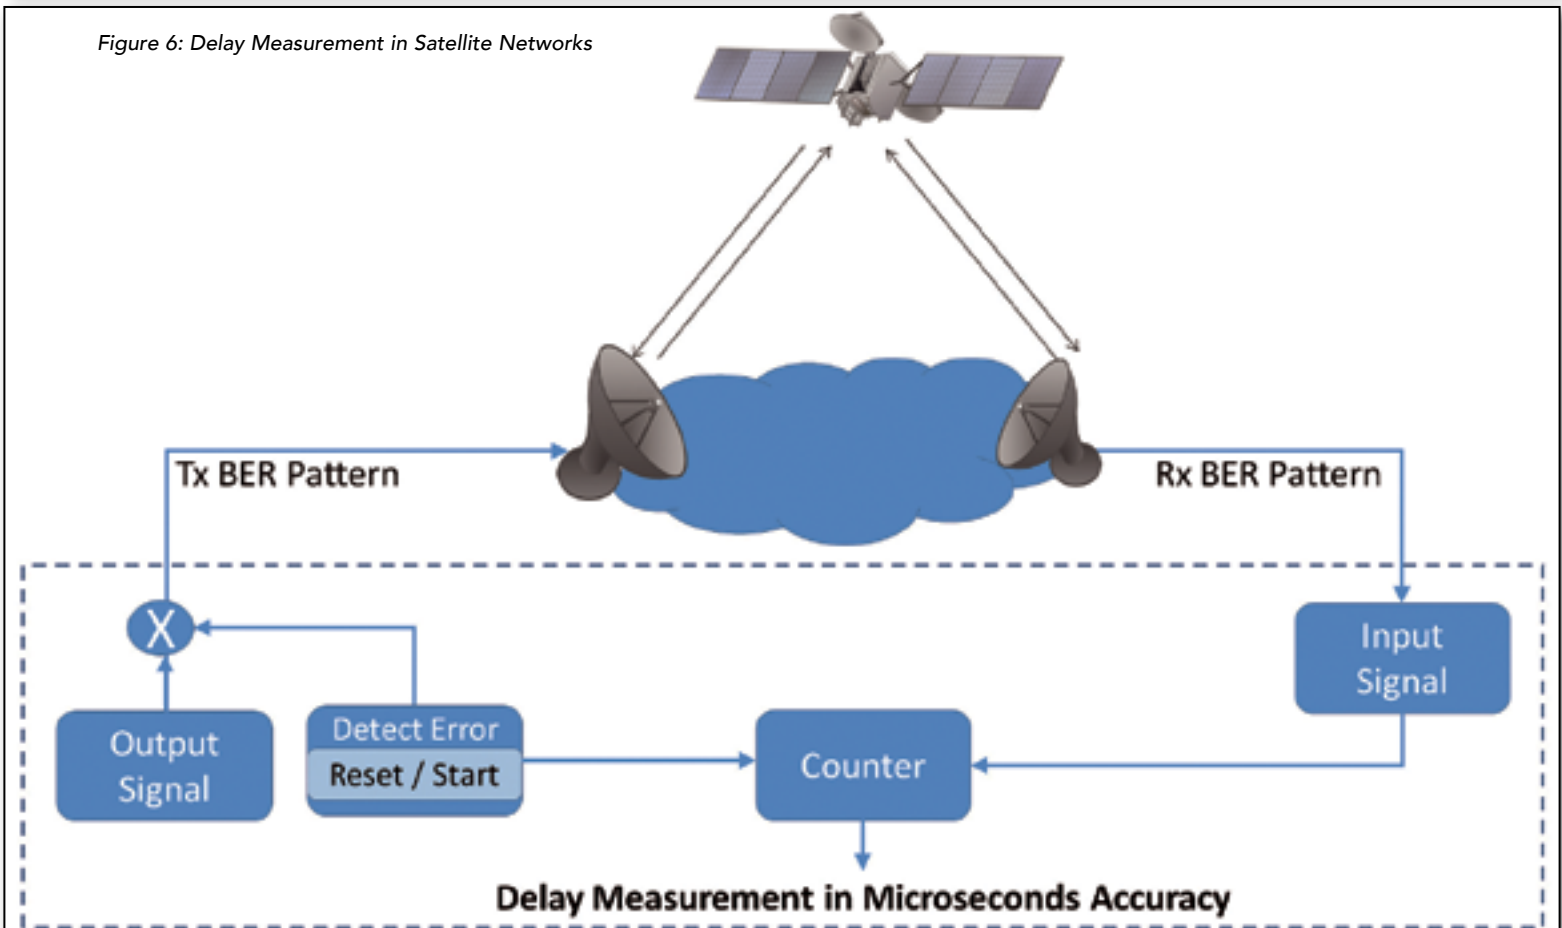 Figure 6: Delay Measurement in Satellite Networks
Tx BER Pattern
Rx BER Pattern
X
Input
Signal
Output
Signal
Detect Error
Reset / Start
Counter
Delay Measurement in Microseconds Accuracy